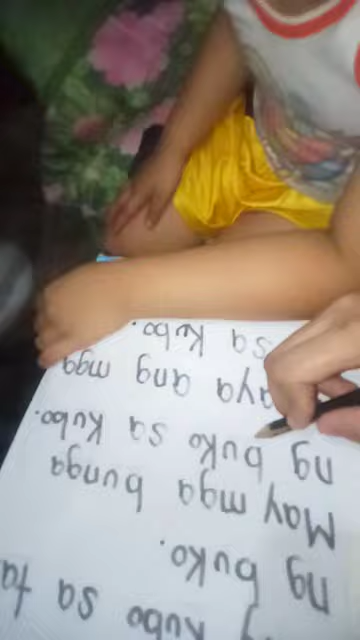 kubo sa
ng buko.
May mga bunga
ng buko sa kubo.
ang mga
sa kubo.